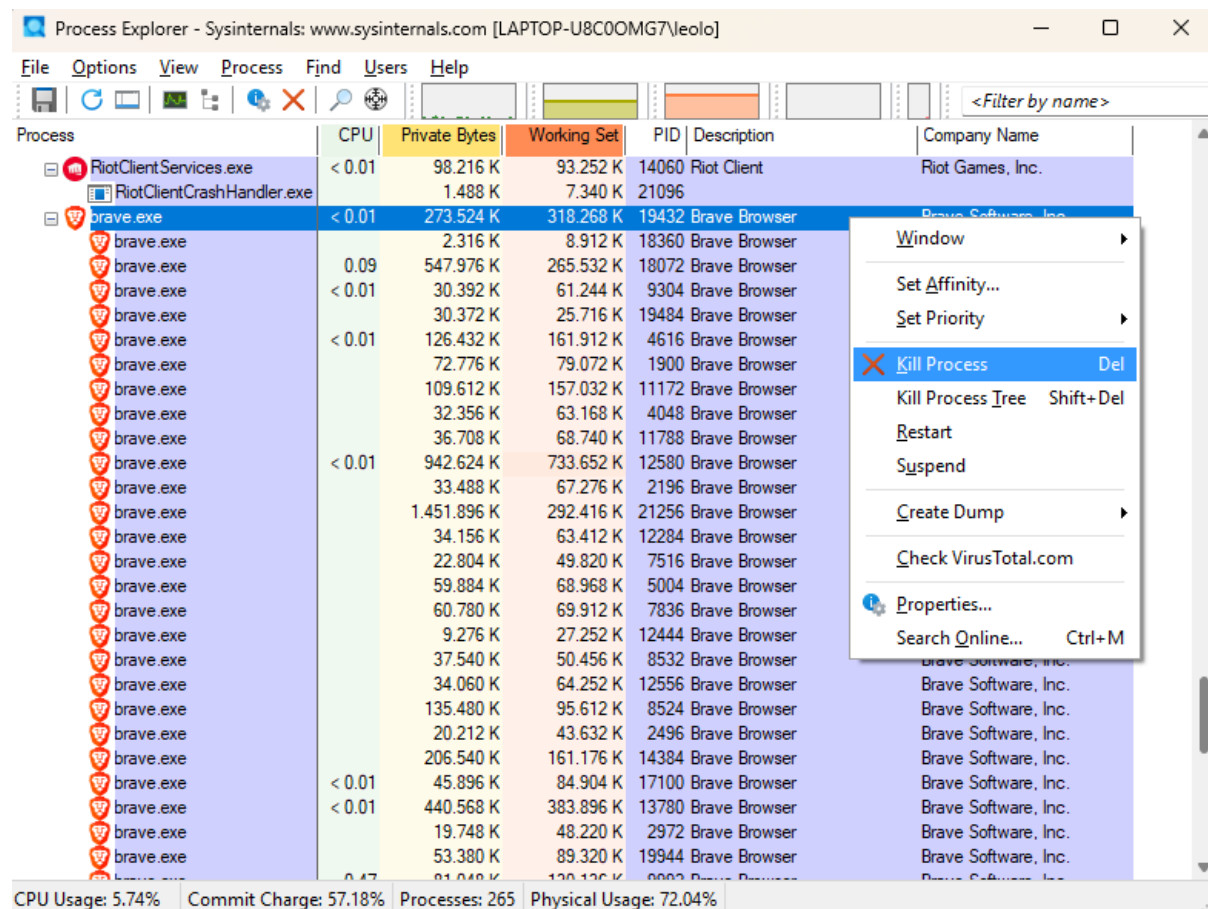 Process Explorer - Sysinternals: www.sysinternals.com [LAPTOP-U8C0OMG7\leolo]
File Options View Process Find Users Help
<Filter by name>
Process CPU Private Bytes Working Set PID Description Company Name
RiotClientServices.exe < 0.01 98.216 K 93.252 K 14060 Riot Client Riot Games, Inc.
RiotClientCrashHandler.exe 1.488 K 7.340 K 21096
brave.exe < 0.01 273.524 K 318.268 K 19432 Brave Browser Brave Software, Inc.
brave.exe 2.316 K 8.912 K 18360 Brave Browser
brave.exe 0.09 547.976 K 265.532 K 18072 Brave Browser
brave.exe < 0.01 30.392 K 61.244 K 9304 Brave Browser
brave.exe 30.372 K 25.716 K 19484 Brave Browser
brave.exe < 0.01 126.432 K 161.912 K 4616 Brave Browser
brave.exe 72.776 K 79.072 K 1900 Brave Browser
brave.exe 109.612 K 157.032 K 11172 Brave Browser
brave.exe 32.356 K 63.168 K 4048 Brave Browser
brave.exe 36.708 K 68.740 K 11788 Brave Browser
brave.exe < 0.01 942.624 K 733.652 K 12580 Brave Browser
brave.exe 33.488 K 67.276 K 2196 Brave Browser
brave.exe 1.451.896 K 292.416 K 21256 Brave Browser
brave.exe 34.156 K 63.412 K 12284 Brave Browser
brave.exe 22.804 K 49.820 K 7516 Brave Browser
brave.exe 59.884 K 68.968 K 5004 Brave Browser
brave.exe 60.780 K 69.912 K 7836 Brave Browser
brave.exe 9.276 K 27.252 K 12444 Brave Browser
brave.exe 37.540 K 50.456 K 8532 Brave Browser Brave Software, Inc.
brave.exe 34.060 K 64.252 K 12556 Brave Browser Brave Software, Inc.
brave.exe 135.480 K 95.612 K 8524 Brave Browser Brave Software, Inc.
brave.exe 20.212 K 43.632 K 2496 Brave Browser Brave Software, Inc.
brave.exe 206.540 K 161.176 K 14384 Brave Browser Brave Software, Inc.
brave.exe < 0.01 45.896 K 84.904 K 17100 Brave Browser Brave Software, Inc.
brave.exe < 0.01 440.568 K 383.896 K 13780 Brave Browser Brave Software, Inc.
brave.exe 19.748 K 48.220 K 2972 Brave Browser Brave Software, Inc.
brave.exe 53.380 K 89.320 K 19944 Brave Browser Brave Software, Inc.
Window
Set Affinity...
Set Priority
Kill Process Del
Kill Process Tree Shift+Del
Restart
Suspend
Create Dump
Check VirusTotal.com
Properties...
Search Online... Ctrl+M
CPU Usage: 5.74% Commit Charge: 57.18% Processes: 265 Physical Usage: 72.04%